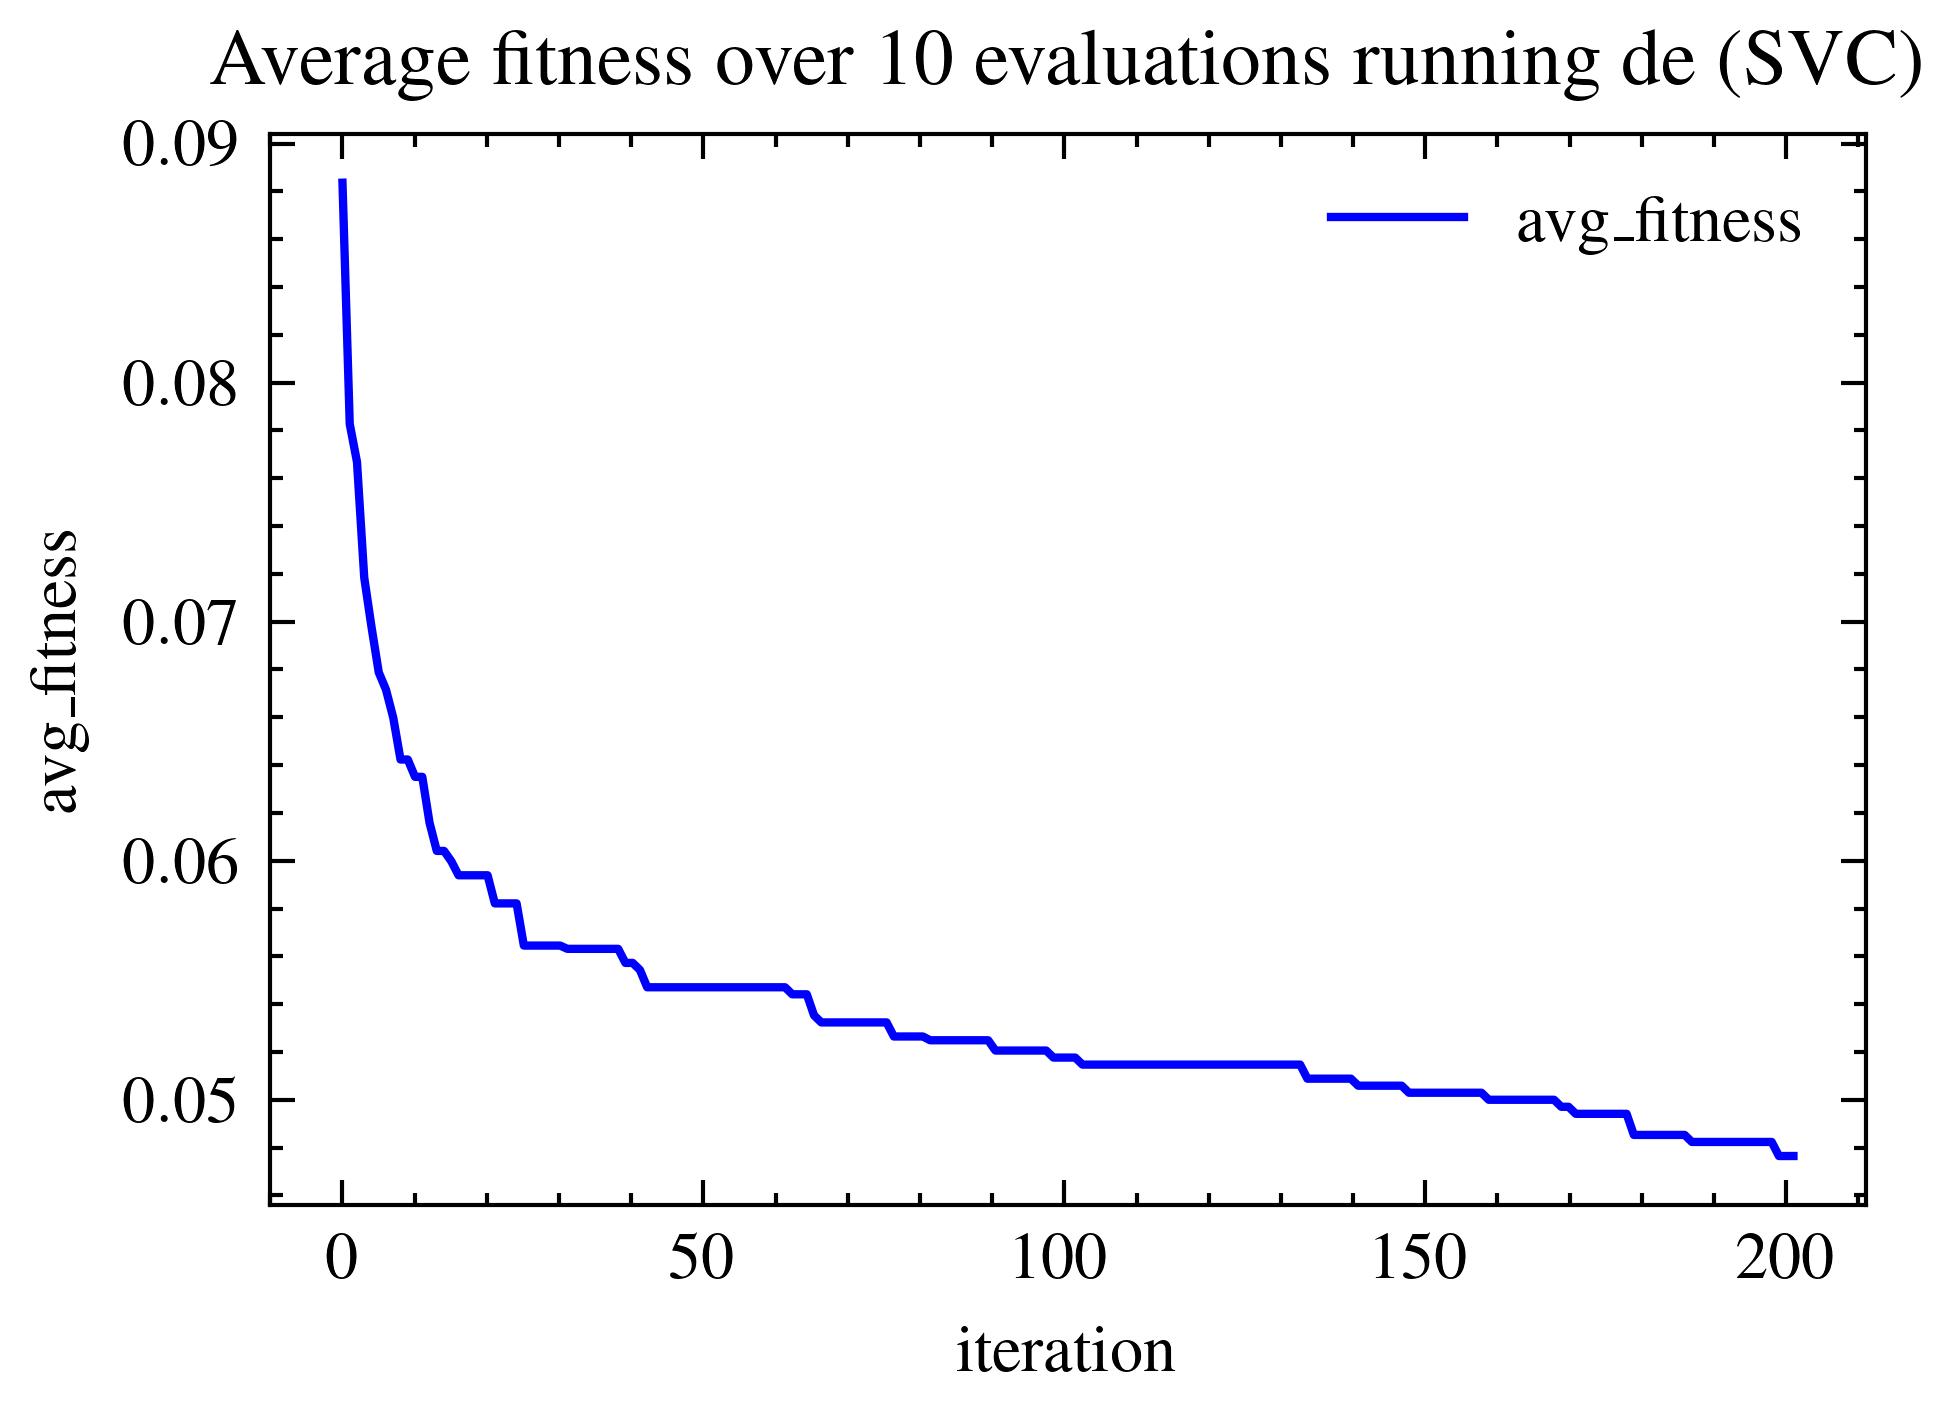 Average fitness over 10 evaluations running de (SVC)
avg_fitness
0.09
0.08
0.07
0.06
0.05
avg_fitness
0 50 100 150 200
iteration